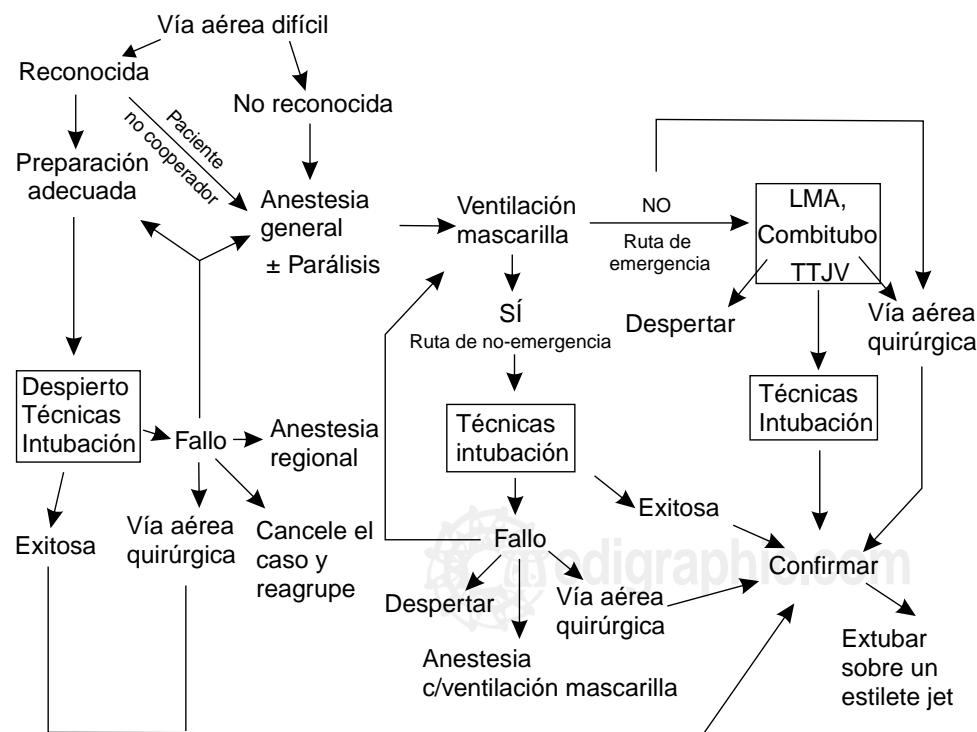 Vía aérea difícil
Reconocida
No reconocida
Paciente
no cooperador
Preparación
adecuada
Anestesia
general
± Parálisis
Ventilación
mascarilla
NO
Ruta de
emergencia
LMA,
Combitubo
TTJV
SÍ
Ruta de no-emergencia
Despertar
Vía aérea
quirúrgica
Despierto
Técnicas
Intubación
Fallo
Anestesia
regional
Técnicas
intubación
Técnicas
Intubación
Exitosa
Vía aérea
quirúrgica
Cancele el
caso y
reagrupe
Exitosa
Fallo
Confirmar
edigraphic.com
Despertar
Vía aérea
quirúrgica
Anestesia
c/ventilación mascarilla
Extubar
sobre un
estilete jet